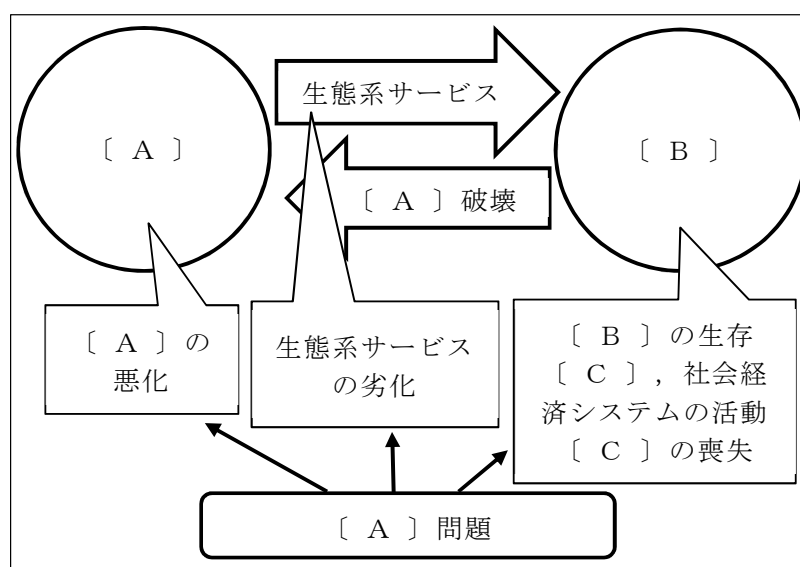 生態系サービス
〔 A 〕
〔 B 〕
〔 A 〕破壊
〔 A 〕の
悪化
生態系サービス
の劣化
〔 B 〕の生存
〔 C 〕，社会経
済システムの活動
〔 C 〕の喪失
〔 A 〕問題